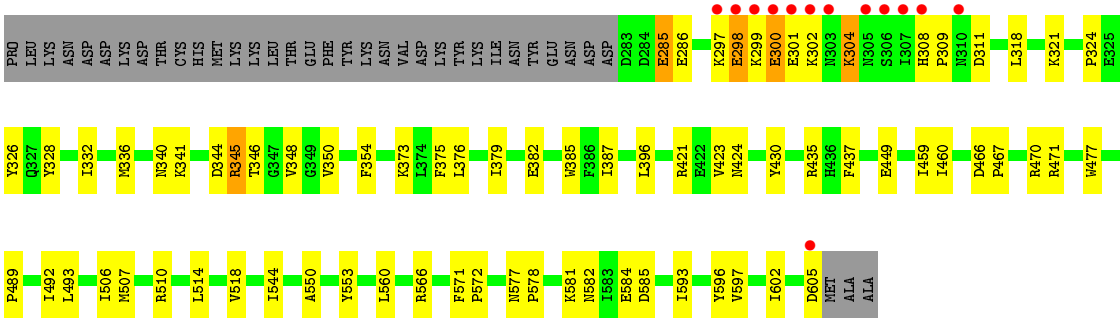 PRO LEU LYS ASN ASP ASP LYS ASP THR CYS HIS MET LYS LYS LEU THR GLU PHE TYR LYS ASN VAL ASP LYS TYR LYS ILE ASN TYR GLU ASN ASP ASP D283 D284 E285 E286 K297 E298 K299 E300 E301 K302 N303 K304 N305 S306 I307 H308 P309 N310 D311 L318 K321 P324 E325
Y326 Q327 Y328 I332 M336 N340 K341 D344 R345 T346 G347 V348 G349 V350 F354 K373 L374 F375 L376 I379 E382 W385 F386 I387 L396 R421 E422 V423 N424 Y430 R435 H436 F437 E449 I459 I460 D466 P467 R470 R471 W477
P489 I492 L493 I506 M507 R510 L514 V518 I544 A550 Y553 L560 R566 F571 P572 N577 P578 K581 N582 I583 E584 D585 I593 Y596 V597 I602 D605 MET ALA ALA